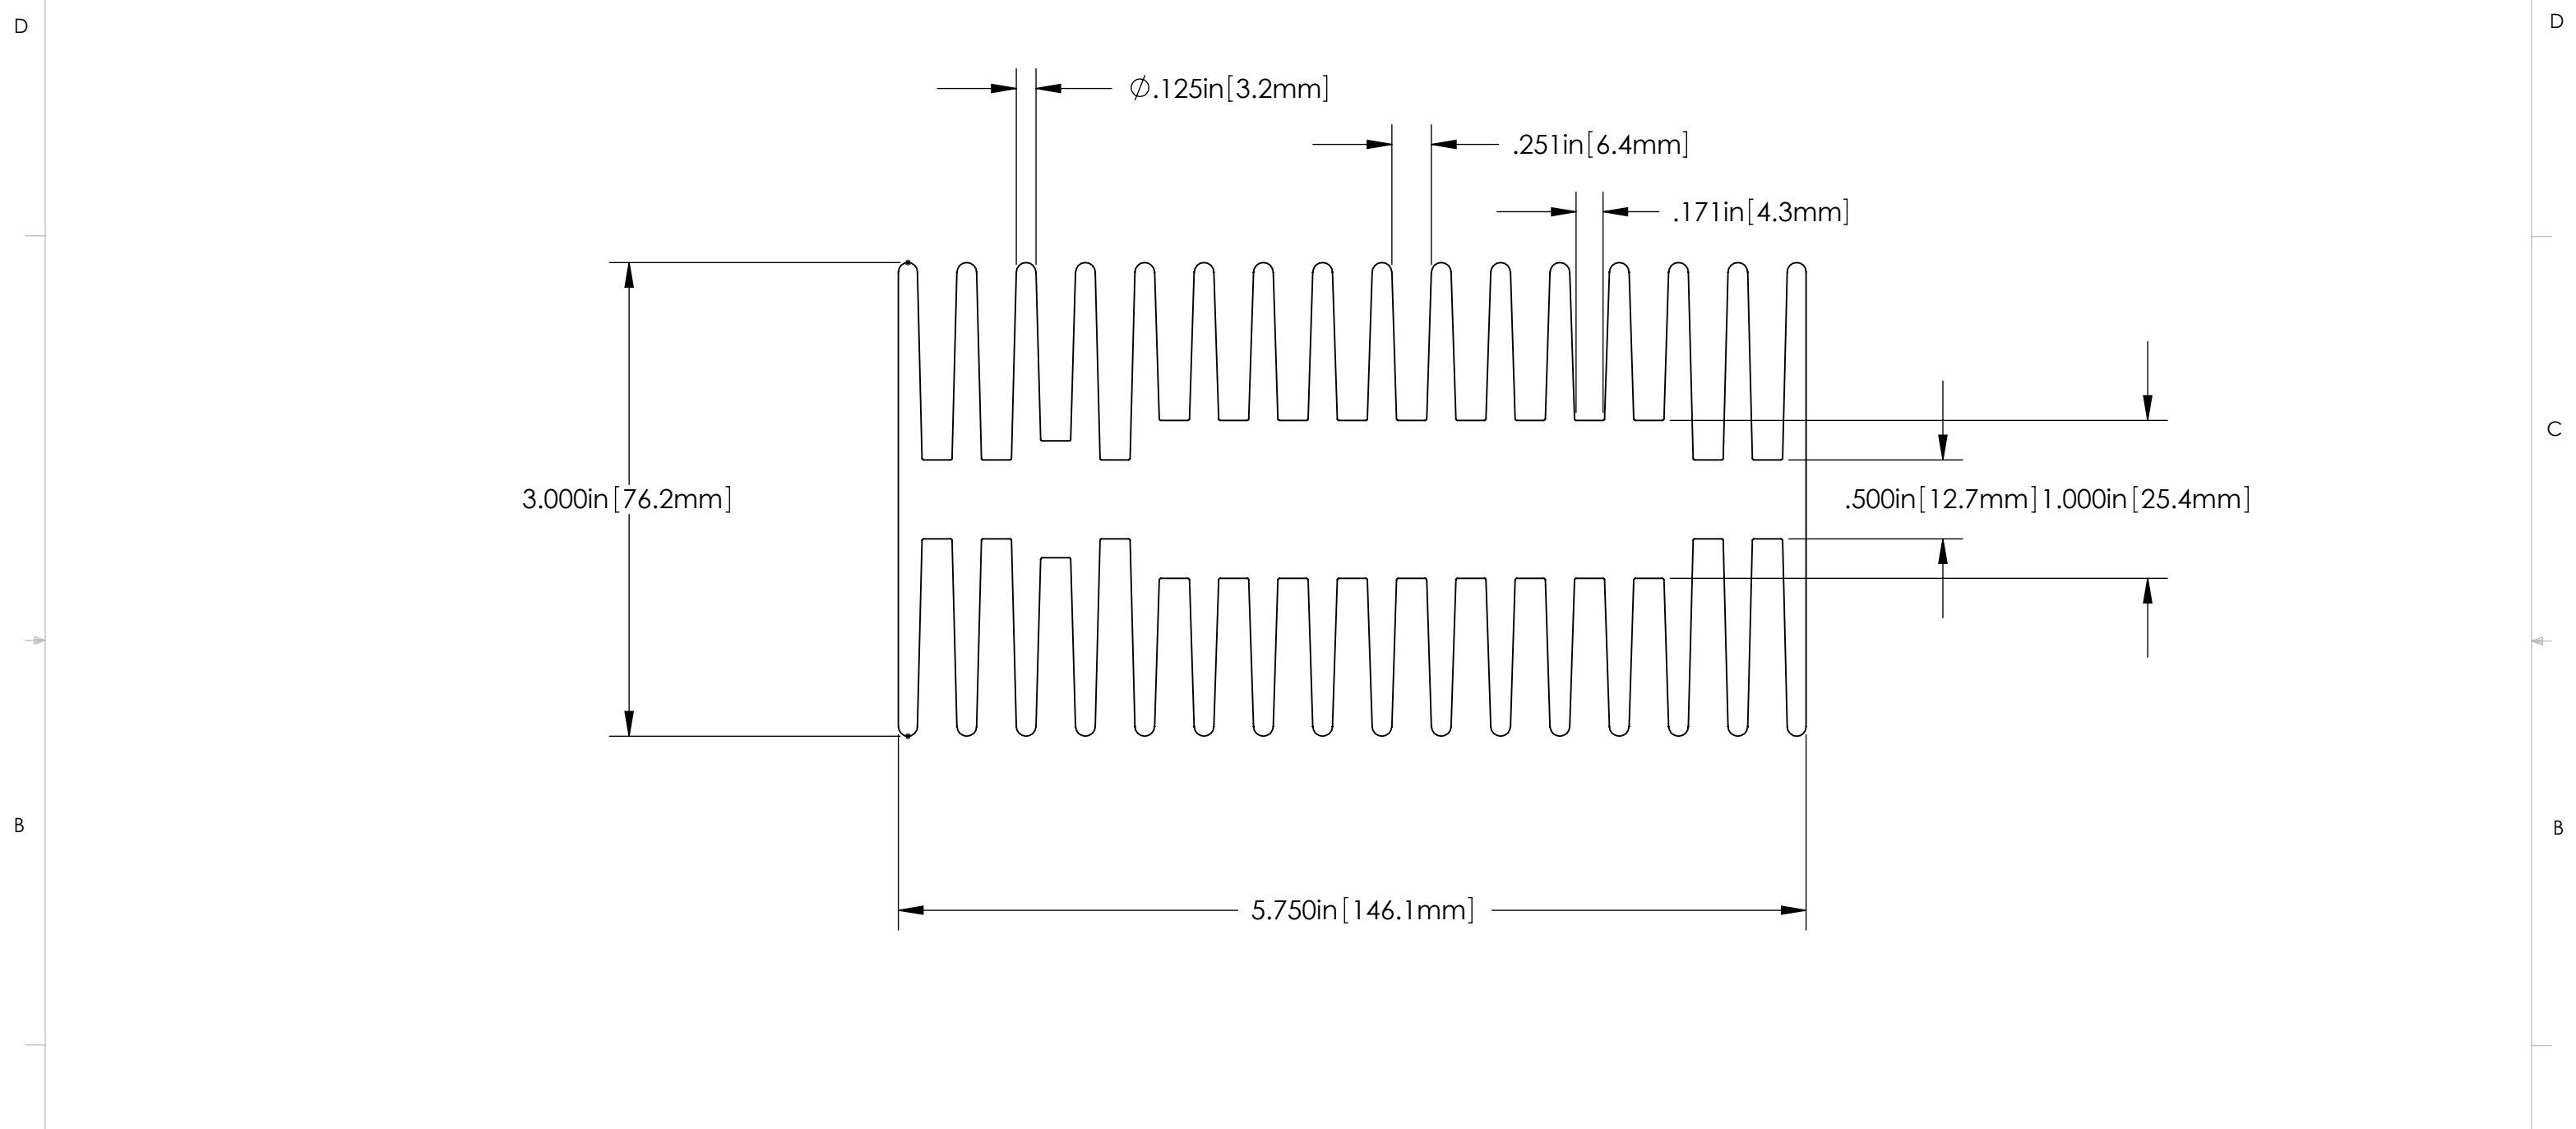 D
D
Ø.125in[3.2mm]
.251in[6.4mm]
.171in[4.3mm]
C
3.000in[76.2mm]
.500in[12.7mm]
1.000in[25.4mm]
B
B
5.750in[146.1mm]